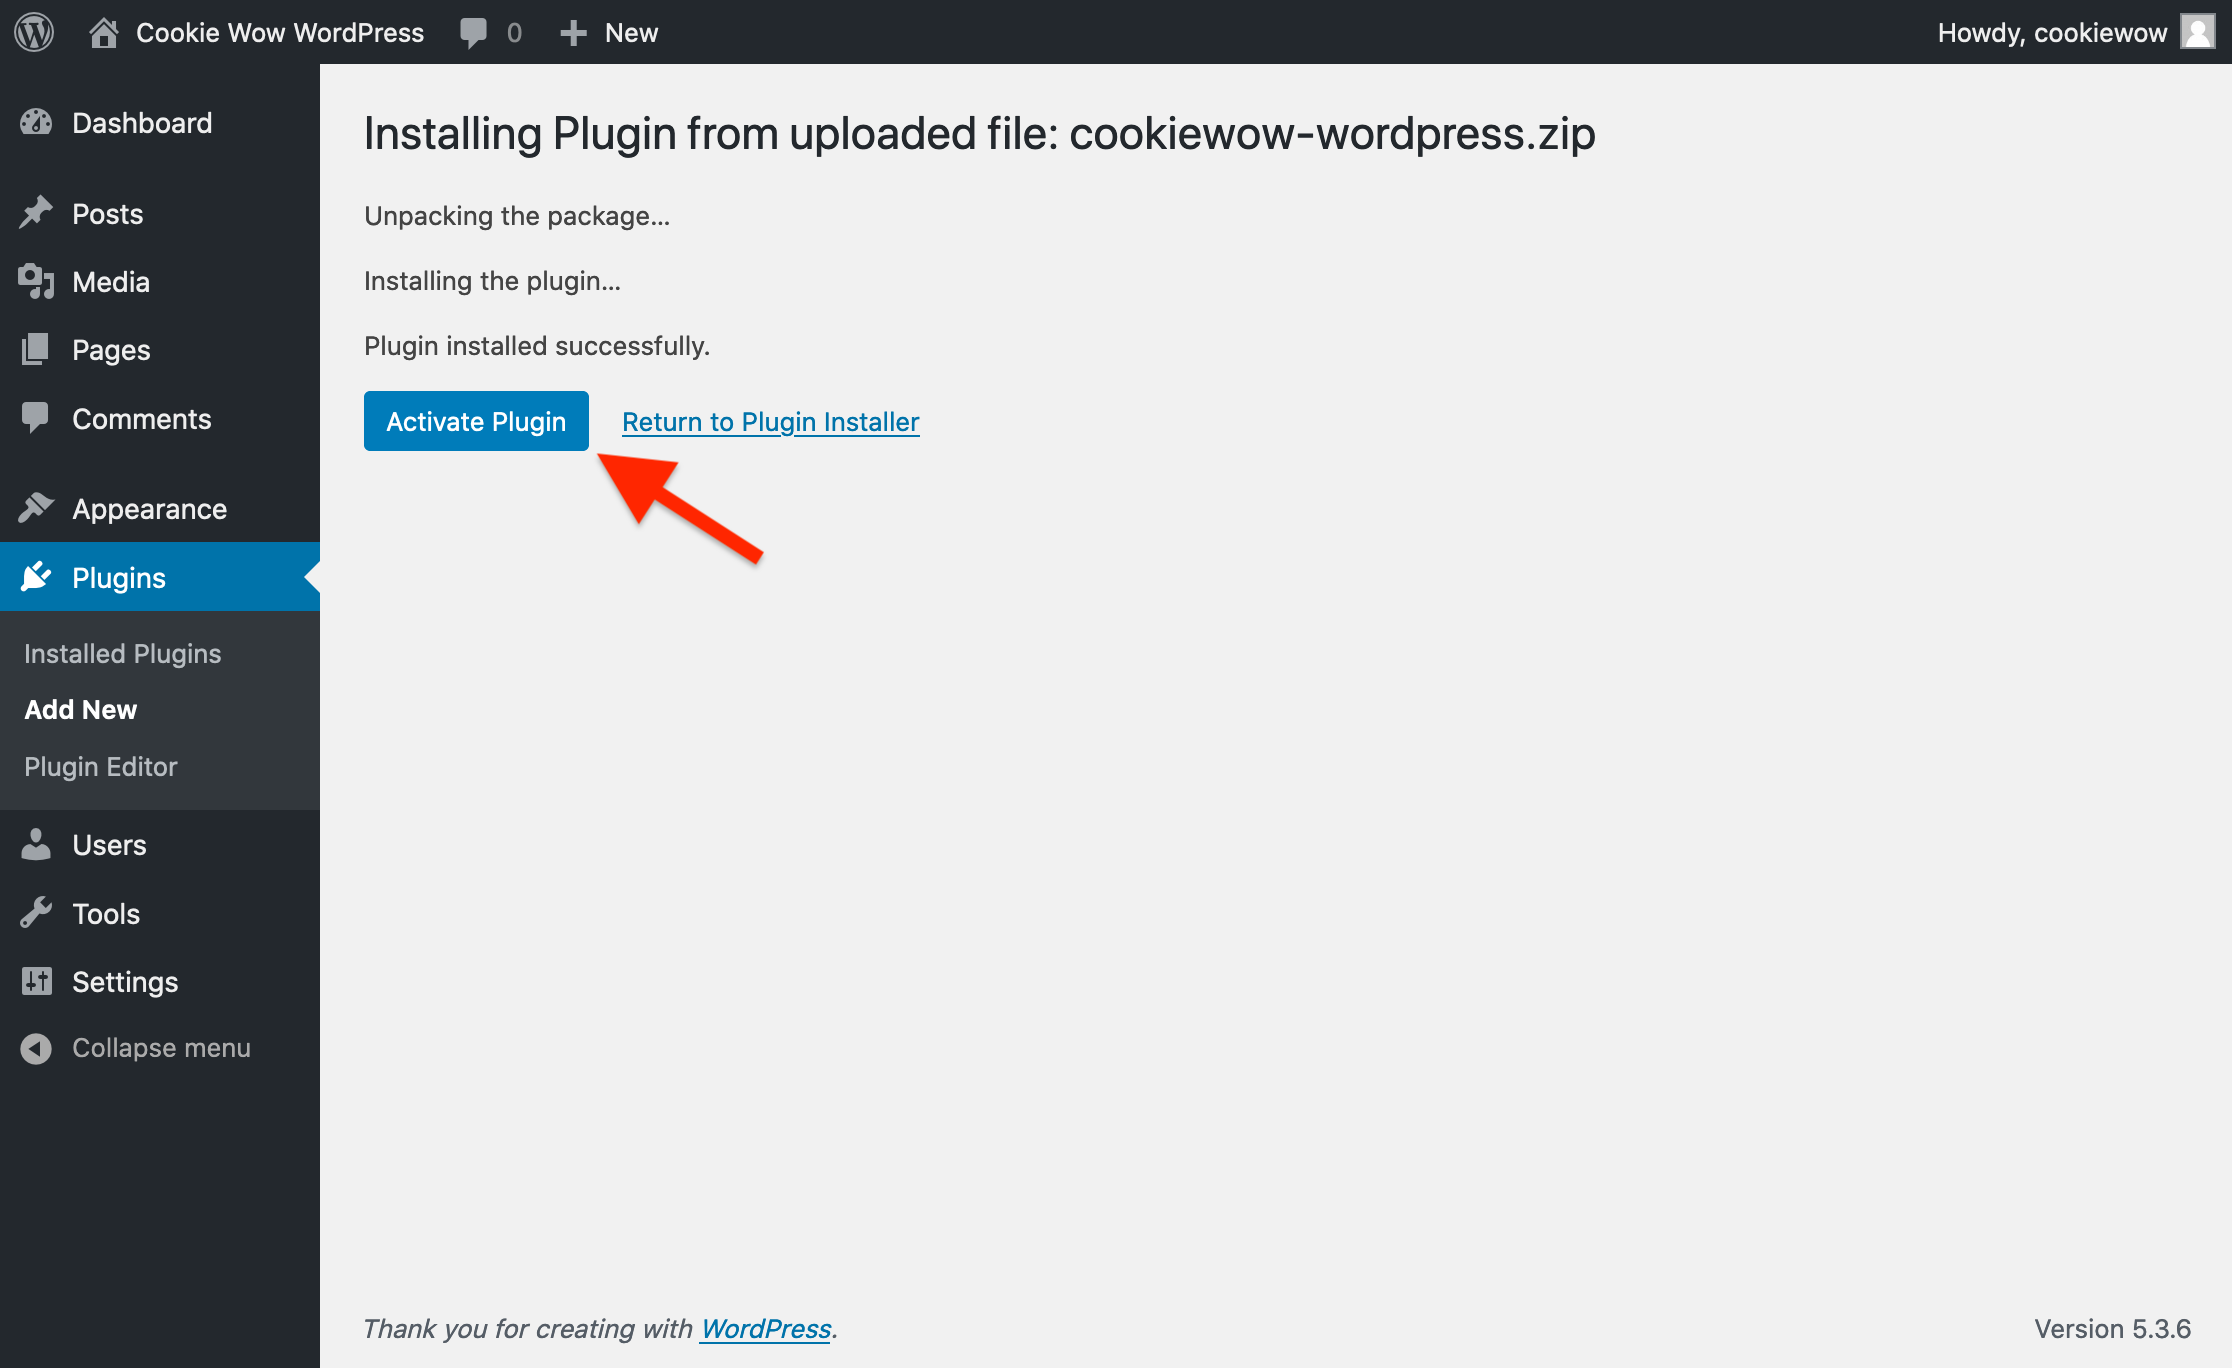 Cookie Wow WordPress 0 New Howdy, cookiewow
Dashboard
Posts
Media
Pages
Comments
Appearance
Plugins
Installed Plugins
Add New
Plugin Editor
Users
Tools
Settings
Collapse menu
Installing Plugin from uploaded file: cookiewow-wordpress.zip
Unpacking the package…
Installing the plugin…
Plugin installed successfully.
Activate Plugin Return to Plugin Installer
Thank you for creating with WordPress. Version 5.3.6